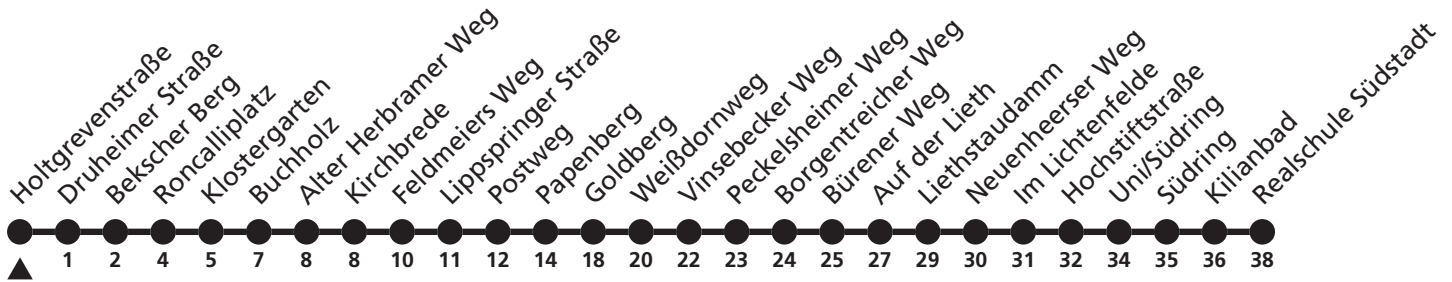 Holtgrevenstraße
Druheimer Straße
Bekscher Berg
Roncalliplatz
Klostergarten
Buchholz
Alter Herbramer Weg
Kirchbrede
Feldmeiers Weg
Lippspringer Straße
Postweg
Papenberg
Goldberg
Weißdornweg
Vinsebecker Weg
Peckelsheimer Weg
Borgentreicher Weg
Bürener Weg
Auf der Lieth
Liethstaudamm
Neuenheerser Weg
Im Lichtenfelde
Hochstiftstraße
Uni/Südring
Südring
Kilianbad
Realschule Südstadt
1 2 4 5 7 8 8 10 11 12 14 18 20 22 23 24 25 27 29 30 31 32 34 35 36 38